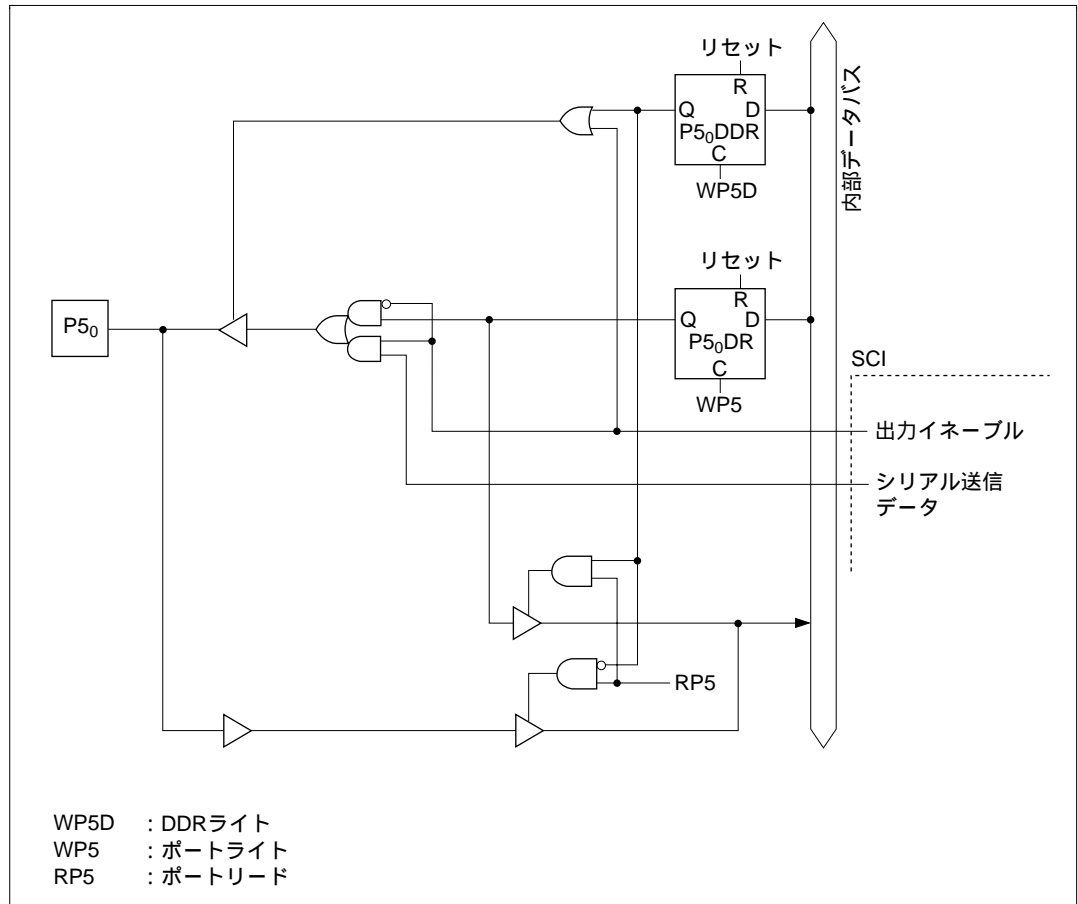 リセット
R
Q D
P5₀DDR
C
WP5D
内部データバス
リセット
R
Q D
P5₀DR
C
WP5
P5₀
SCI
出力イネーブル
シリアル送信
データ
RP5
WP5D :DDRライト
WP5 :ポートライト
RP5 :ポートリード